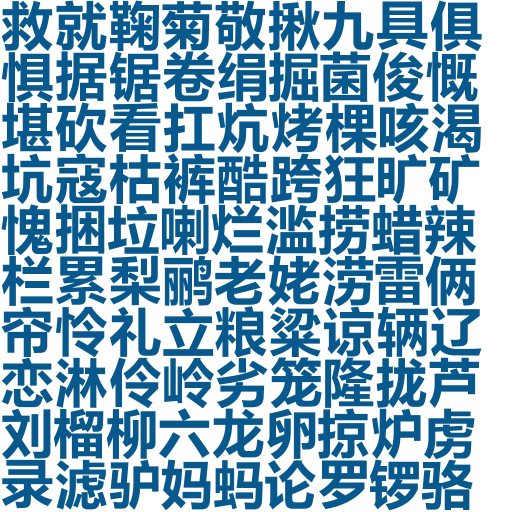 救就鞠菊敬揪九具俱
惧据锯卷绢掘菌俊慨
堪砍看扛炕烤棵咳渴
坑寇枯裤酷跨狂旷矿
愧捆垃喇烂滥捞蜡辣
栏累梨鹂老姥涝雷俩
帘怜礼立粮粱谅辆辽
恋淋伶岭劣笼隆拢芦
刘榴柳六龙卵掠炉虏
录滤驴妈蚂论罗锣骆